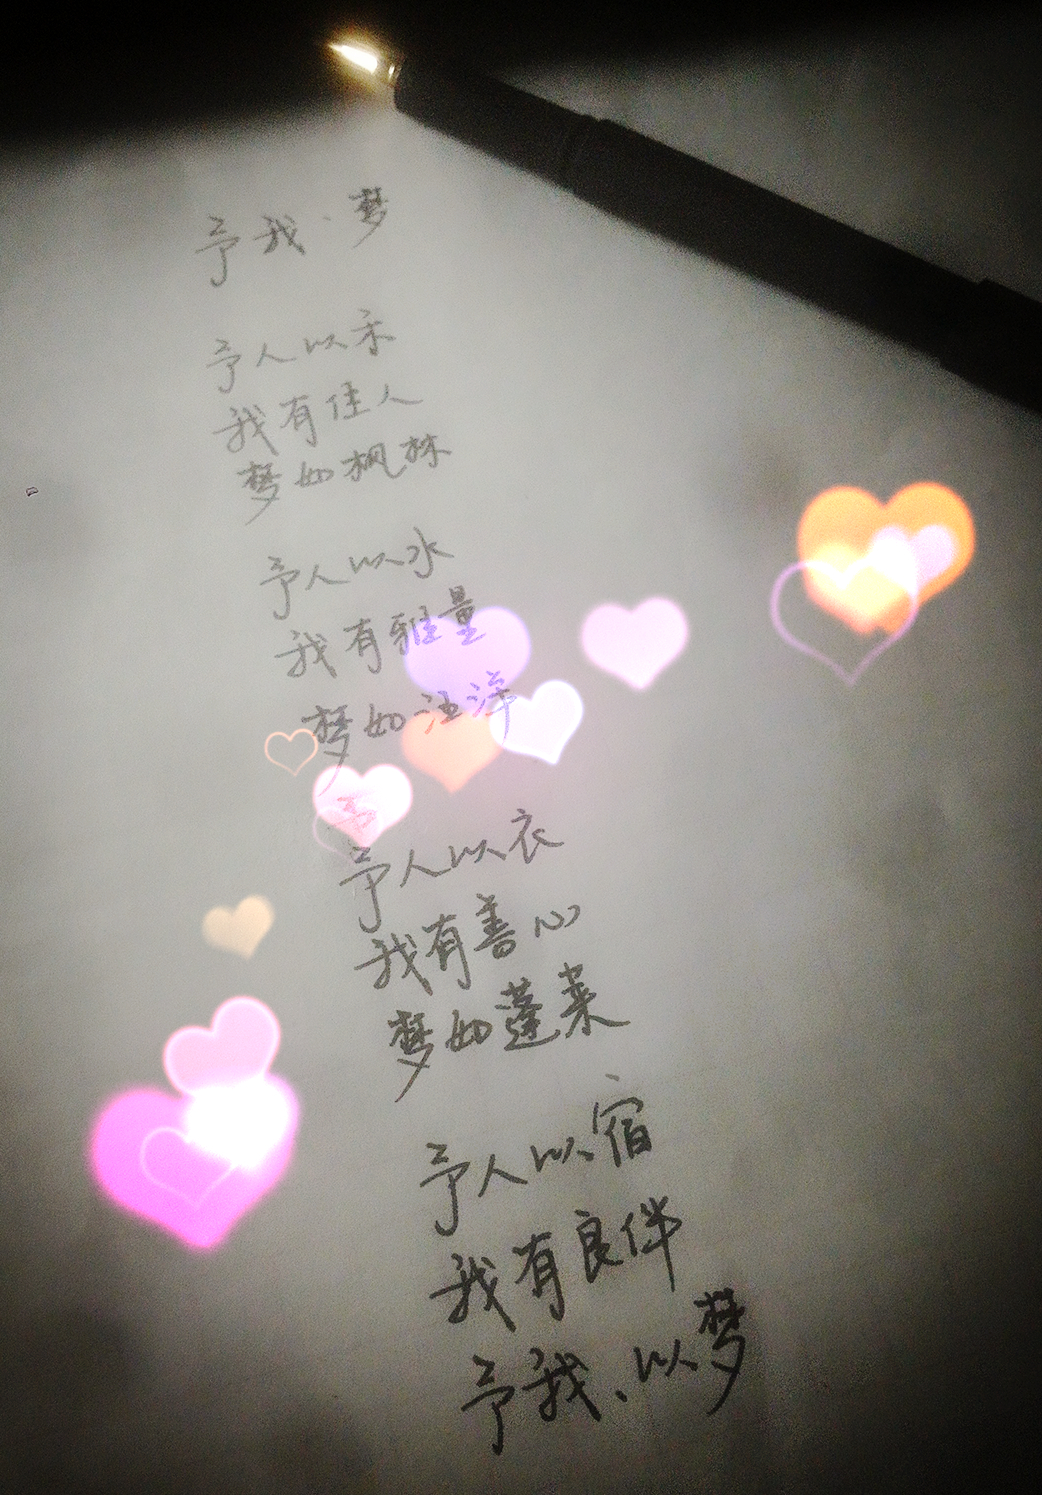 予我·梦
予人以禾
我有佳人
梦如枫林
予人以水
我有雅量
梦如汪洋
予人以衣
我有善心
梦如蓬莱
予人以宿
我有良伴
予我、以梦